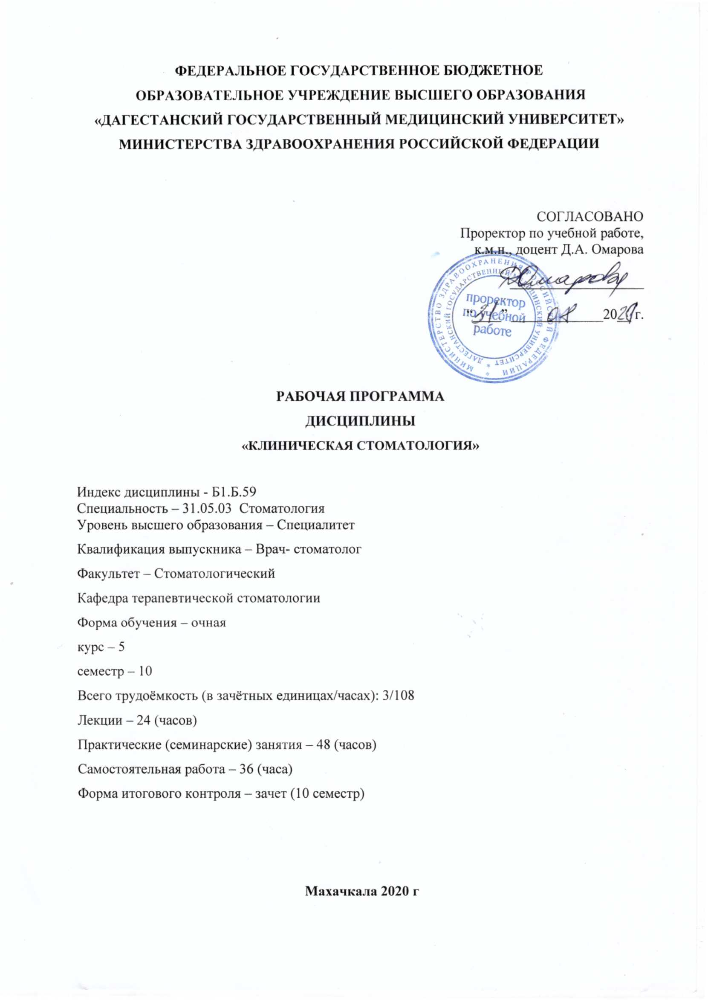 ФЕДЕРАЛЬНОЕ ГОСУДАРСТВЕННОЕ БЮДЖЕТНОЕ
ОБРАЗОВАТЕЛЬНОЕ УЧРЕЖДЕНИЕ ВЫСШЕГО ОБРАЗОВАНИЯ
«ДАГЕСТАНСКИЙ ГОСУДАРСТВЕННЫЙ МЕДИЦИНСКИЙ УНИВЕРСИТЕТ»
МИНИСТЕРСТВА ЗДРАВООХРАНЕНИЯ РОССИЙСКОЙ ФЕДЕРАЦИИ
СОГЛАСОВАНО
Проректор по учебной работе,
к.м.н., доцент Д.А. Омарова
ДОмарова
“31” 08 2020 г.
МИНИСТЕРСТВО ЗДРАВООХРАНЕНИЯ РОССИЙСКОЙ ФЕДЕРАЦИИ *
ДАГЕСТАНСКИЙ ГОСУДАРСТВЕННЫЙ МЕДИЦИНСКИЙ УНИВЕРСИТЕТ *
проректор
по учебной
работе
РАБОЧАЯ ПРОГРАММА
ДИСЦИПЛИНЫ
«КЛИНИЧЕСКАЯ СТОМАТОЛОГИЯ»
Индекс дисциплины - Б1.Б.59
Специальность – 31.05.03 Стоматология
Уровень высшего образования – Специалитет
Квалификация выпускника – Врач- стоматолог
Факультет – Стоматологический
Кафедра терапевтической стоматологии
Форма обучения – очная
курс – 5
семестр – 10
Всего трудоёмкость (в зачётных единицах/часах): 3/108
Лекции – 24 (часов)
Практические (семинарские) занятия – 48 (часов)
Самостоятельная работа – 36 (часа)
Форма итогового контроля – зачет (10 семестр)
Махачкала 2020 г